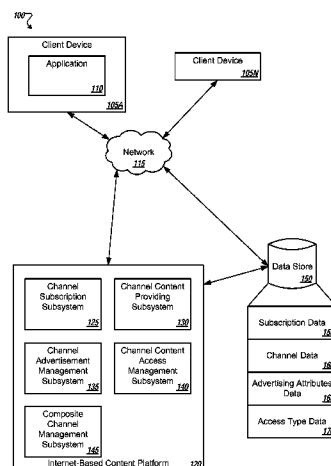 100
Client Device
Application
110
105A
Client Device
105N
Network
115
Data Store
150
Channel
Subscription
Subsystem
125
Channel Content
Providing
Subsystem
130
Channel
Advertisement
Management
Subsystem
135
Channel Content
Access
Management
Subsystem
140
Composite
Channel
Management
Subsystem
145
Internet-Based Content Platform
120
Subscription Data
Channel Data
Advertising Attributes
Data
Access Type Data